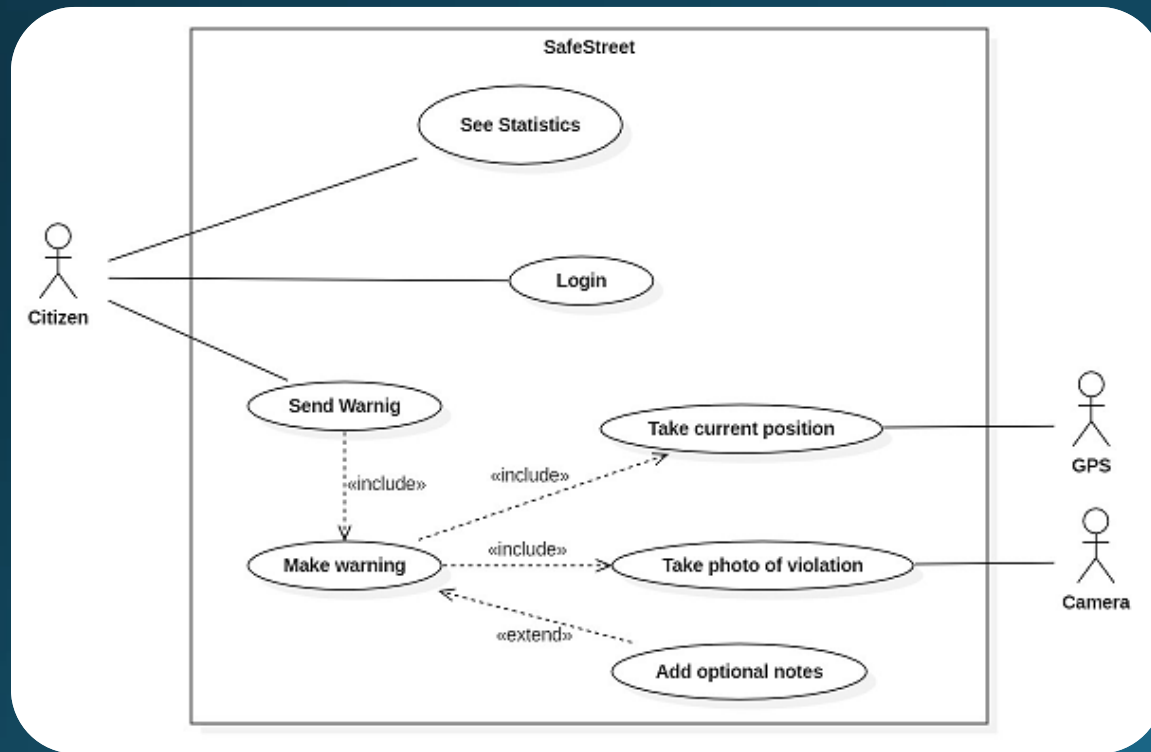 SafeStreet
See Statistics
Login
Citizen
Send Warnig
Take current position
GPS
«include»
«include»
Make warning
«include»
Take photo of violation
Camera
«extend»
Add optional notes